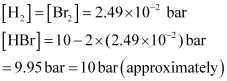 [H₂] = [Br₂] = 2.49×10⁻² bar
[HBr] = 10 − 2×(2.49×10⁻²) bar
= 9.95 bar = 10 bar (approximately)